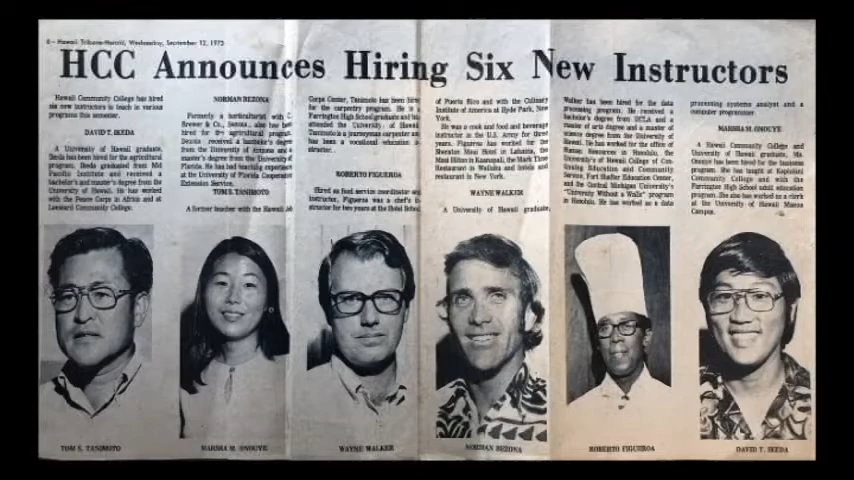 6—Hawaii Tribune-Herald, Wednesday, September 12, 1973
HCC Announces Hiring Six New Instructors
Hawaii Community College has hired
six new instructors to teach in various
programs this semester.
DAVID T. IKEDA
A University of Hawaii graduate,
Ikeda has been hired for the agricultural
program. Ikeda graduated from Mid
Pacific Institute and received a
bachelor's and master's degree from the
University of Hawaii. He has worked
with the Peace Corps in Africa and at
Leeward Community College.
NORMAN BEZONA
Formerly a horticulturist with C.
Brewer & Co., Bezona, also has been
hired for the agricultural program.
Bezona received a bachelor's degree
from the University of Arizona and a
master's degree from the University of
Florida. He has had teaching experience
at the University of Florida Cooperative
Extension Service.
TOM S. TANIMOTO
A former teacher with the Hawaii Job
Corps Center, Tanimoto has been hired
for the carpentry program. He is a
Farrington High School graduate and has
attended the University of Hawaii.
Tanimoto is a journeyman carpenter and
has been a vocational education in-
structor.
ROBERTO FIGUEROA
Hired as food service coordinator and
instructor, Figueroa was a chef's in-
structor for two years at the Hotel School
of Puerto Rico and with the Culinary
Institute of America at Hyde Park, New
York.
He was a cook and food and beverage
instructor in the U.S. Army for three
years. Figueroa has worked for the
Sheraton Maui Hotel in Lahaina, the
Maui Hilton in Kaanapali, the Mark Time
Restaurant in Wailuku and hotels and
restaurant in New York.
WAYNE WALKER
A University of Hawaii graduate,
Walker has been hired for the data
processing program. He received a
bachelor's degree from UCLA and a
master of arts degree and a master of
science degree from the University of
Hawaii. He has worked for the office of
Human Resources in Honolulu, the
University's of Hawaii College of Con-
tinuing Education and Community
Service, Fort Shafter Education Center,
and the Central Michigan University's
"University Without a Walls" program
in Honolulu. He has worked as a data
processing systems analyst and a
computer programmer.
MARSHA M. ONOUYE
A Hawaii Community College and
University of Hawaii graduate, Ms.
Onouye has been hired for the business
program. She has taught at Kapiolani
Community College and with the
Farrington High School adult education
program. She also has worked as a clerk
at the University of Hawaii Manoa
Campus.
TOM S. TANIMOTO
MARSHA M. ONOUYE
WAYNE WALKER
NORMAN BEZONA
ROBERTO FIGUEROA
DAVID T. IKEDA